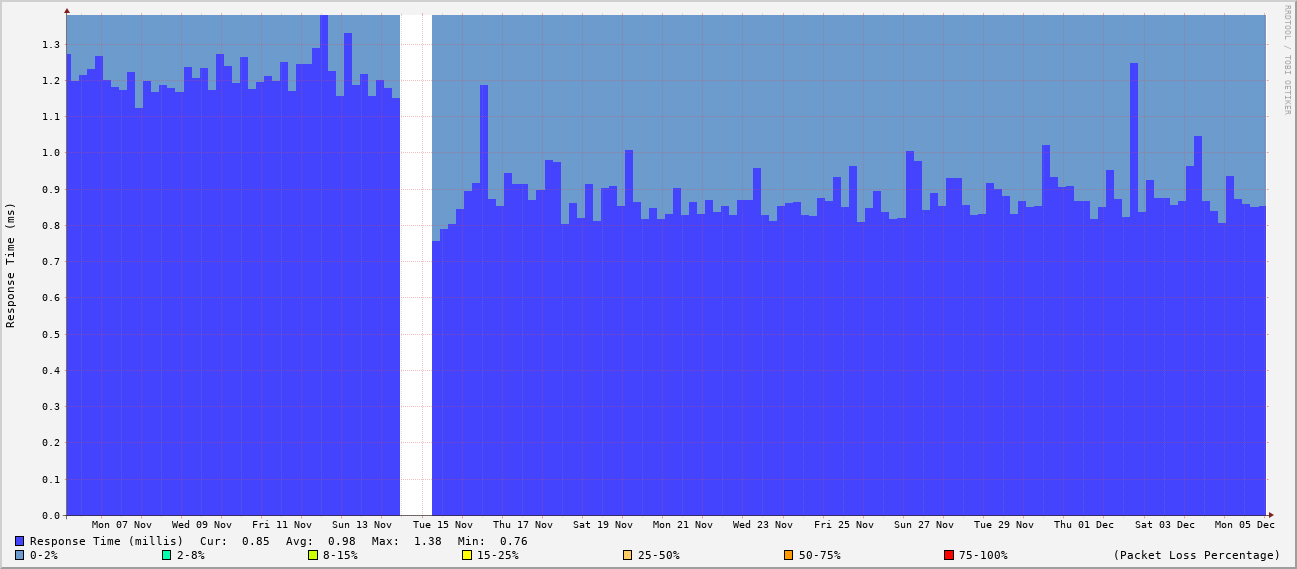 RRDTOOL / TOBI OETIKER
Response Time (ms)
1.3
1.2
1.1
1.0
0.9
0.8
0.7
0.6
0.5
0.4
0.3
0.2
0.1
0.0
Mon 07 Nov Wed 09 Nov Fri 11 Nov Sun 13 Nov Tue 15 Nov Thu 17 Nov Sat 19 Nov Mon 21 Nov Wed 23 Nov Fri 25 Nov Sun 27 Nov Tue 29 Nov Thu 01 Dec Sat 03 Dec Mon 05 Dec
Response Time (millis) Cur: 0.85 Avg: 0.98 Max: 1.38 Min: 0.76
0-2% 2-8% 8-15% 15-25% 25-50% 50-75% 75-100% (Packet Loss Percentage)